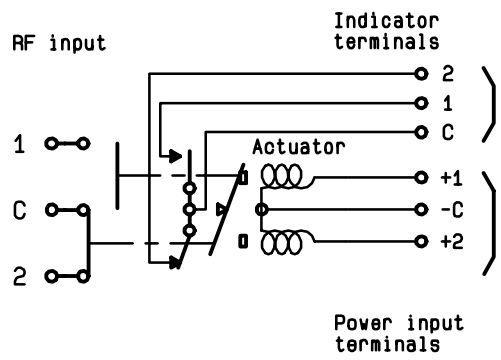 Indicator
terminals
RF input
2
1
C
Actuator
1
+1
C
-C
+2
2
Power input
terminals